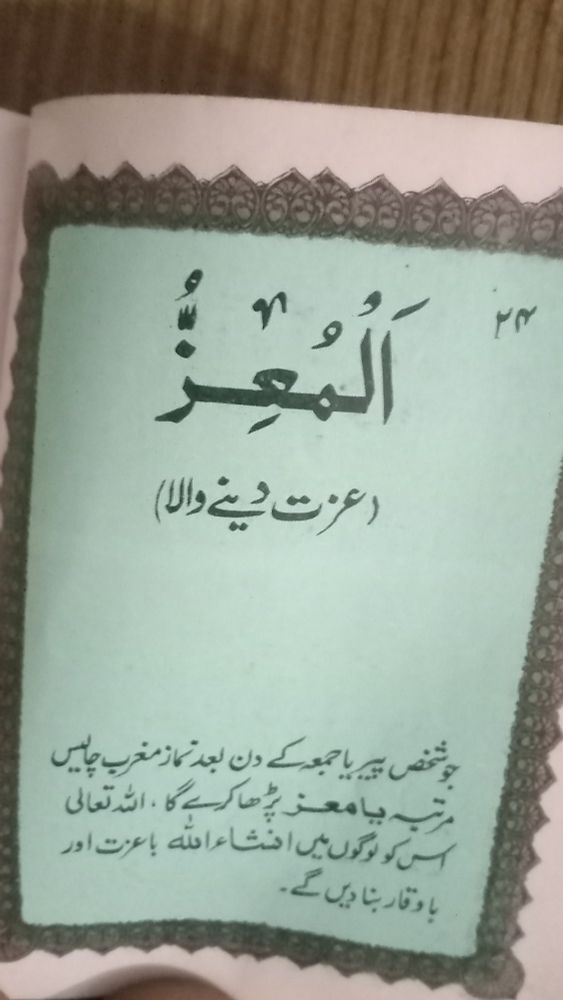 ۲۴
اَلْمُعِزُّ
(عزت دینے والا)
جو شخص پیر یا جمعہ کے دن بعد نماز مغرب چالیس
مرتبہ یا معز پڑھا کرے گا، اللہ تعالی
اس کو لوگوں میں انشاء اللہ باعزت اور
باوقار بنا دیں گے۔